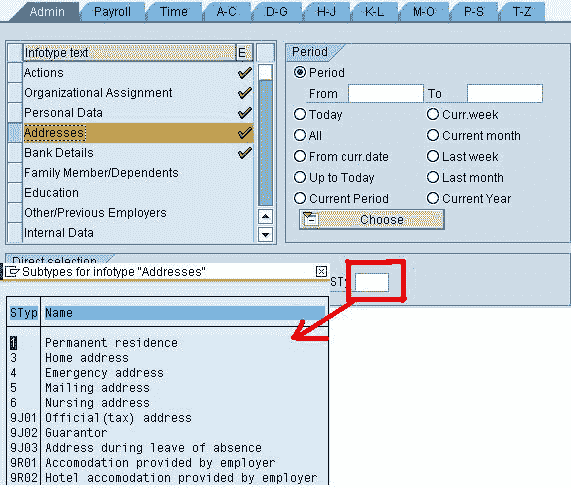 Admin Payroll Time A-C D-G H-J K-L M-O P-S T-Z
Infotype text E
Actions
Organizational Assignment
Personal Data
Addresses
Bank Details
Family Member/Dependents
Education
Other/Previous Employers
Internal Data
Period
Period
From To
Today Curr.week
All Current month
From curr.date Last week
Up to Today Last month
Current Period Current Year
Choose
Direct selection
STy
Subtypes for infotype "Addresses"
STyp Name
1 Permanent residence
3 Home address
4 Emergency address
5 Mailing address
6 Nursing address
9J01 Official(tax) address
9J02 Guarantor
9J03 Address during leave of absence
9R01 Accomodation provided by employer
9R02 Hotel accomodation provided by employer